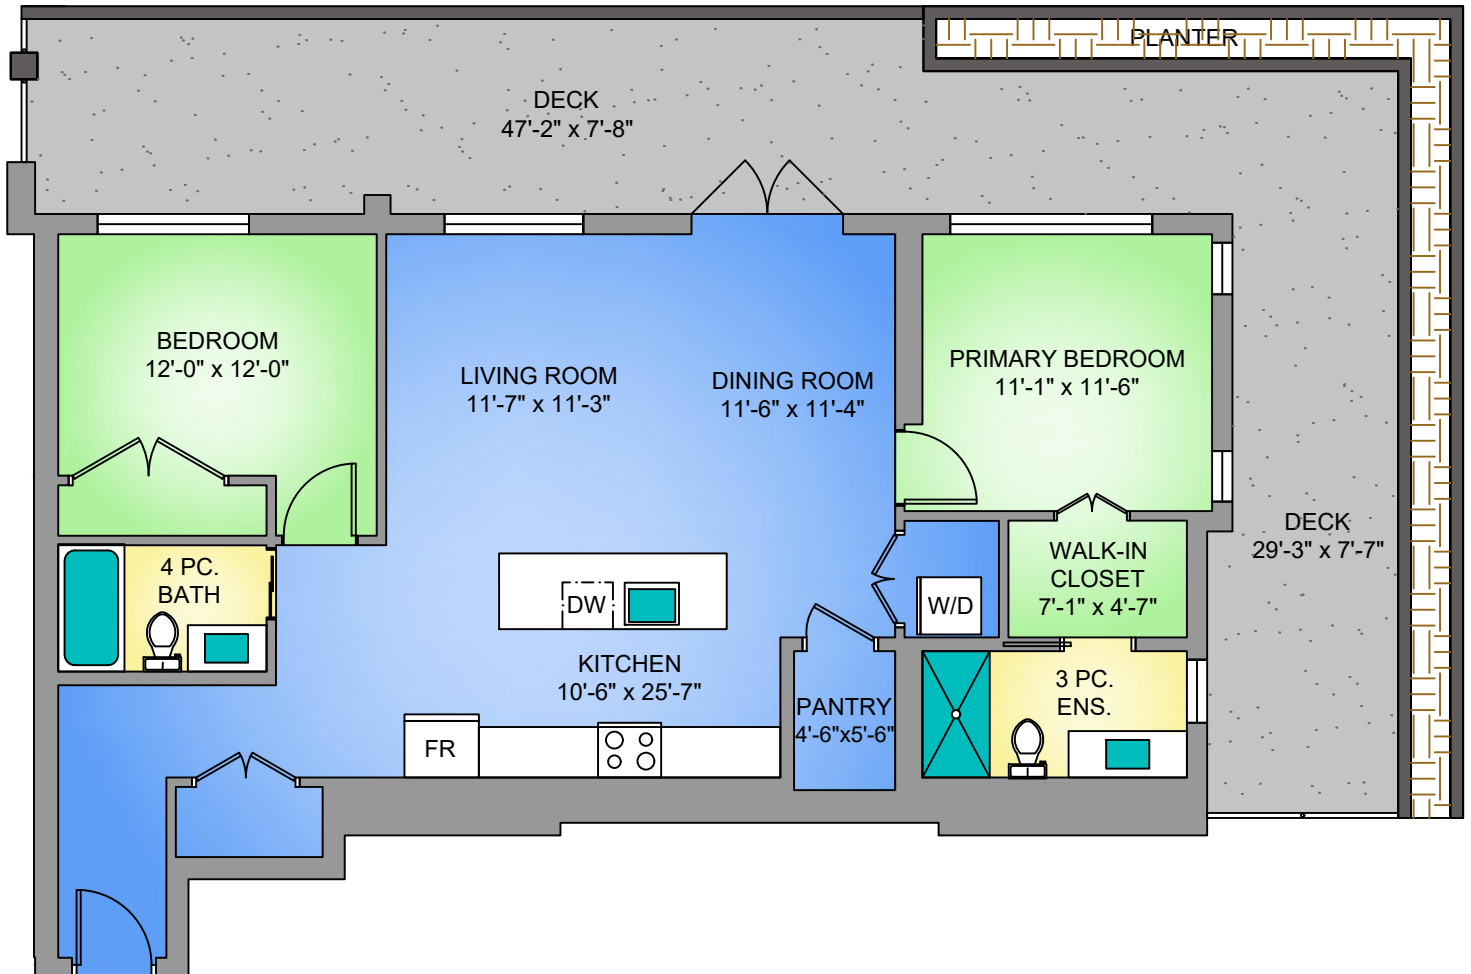 PLANTER
DECK
47'-2" x 7'-8"
BEDROOM
12'-0" x 12'-0"
LIVING ROOM
11'-7" x 11'-3"
DINING ROOM
11'-6" x 11'-4"
PRIMARY BEDROOM
11'-1" x 11'-6"
DECK
29'-3" x 7'-7"
4 PC.
BATH
DW
W/D
WALK-IN
CLOSET
7'-1" x 4'-7"
KITCHEN
10'-6" x 25'-7"
PANTRY
4'-6"x5'-6"
3 PC.
ENS.
FR